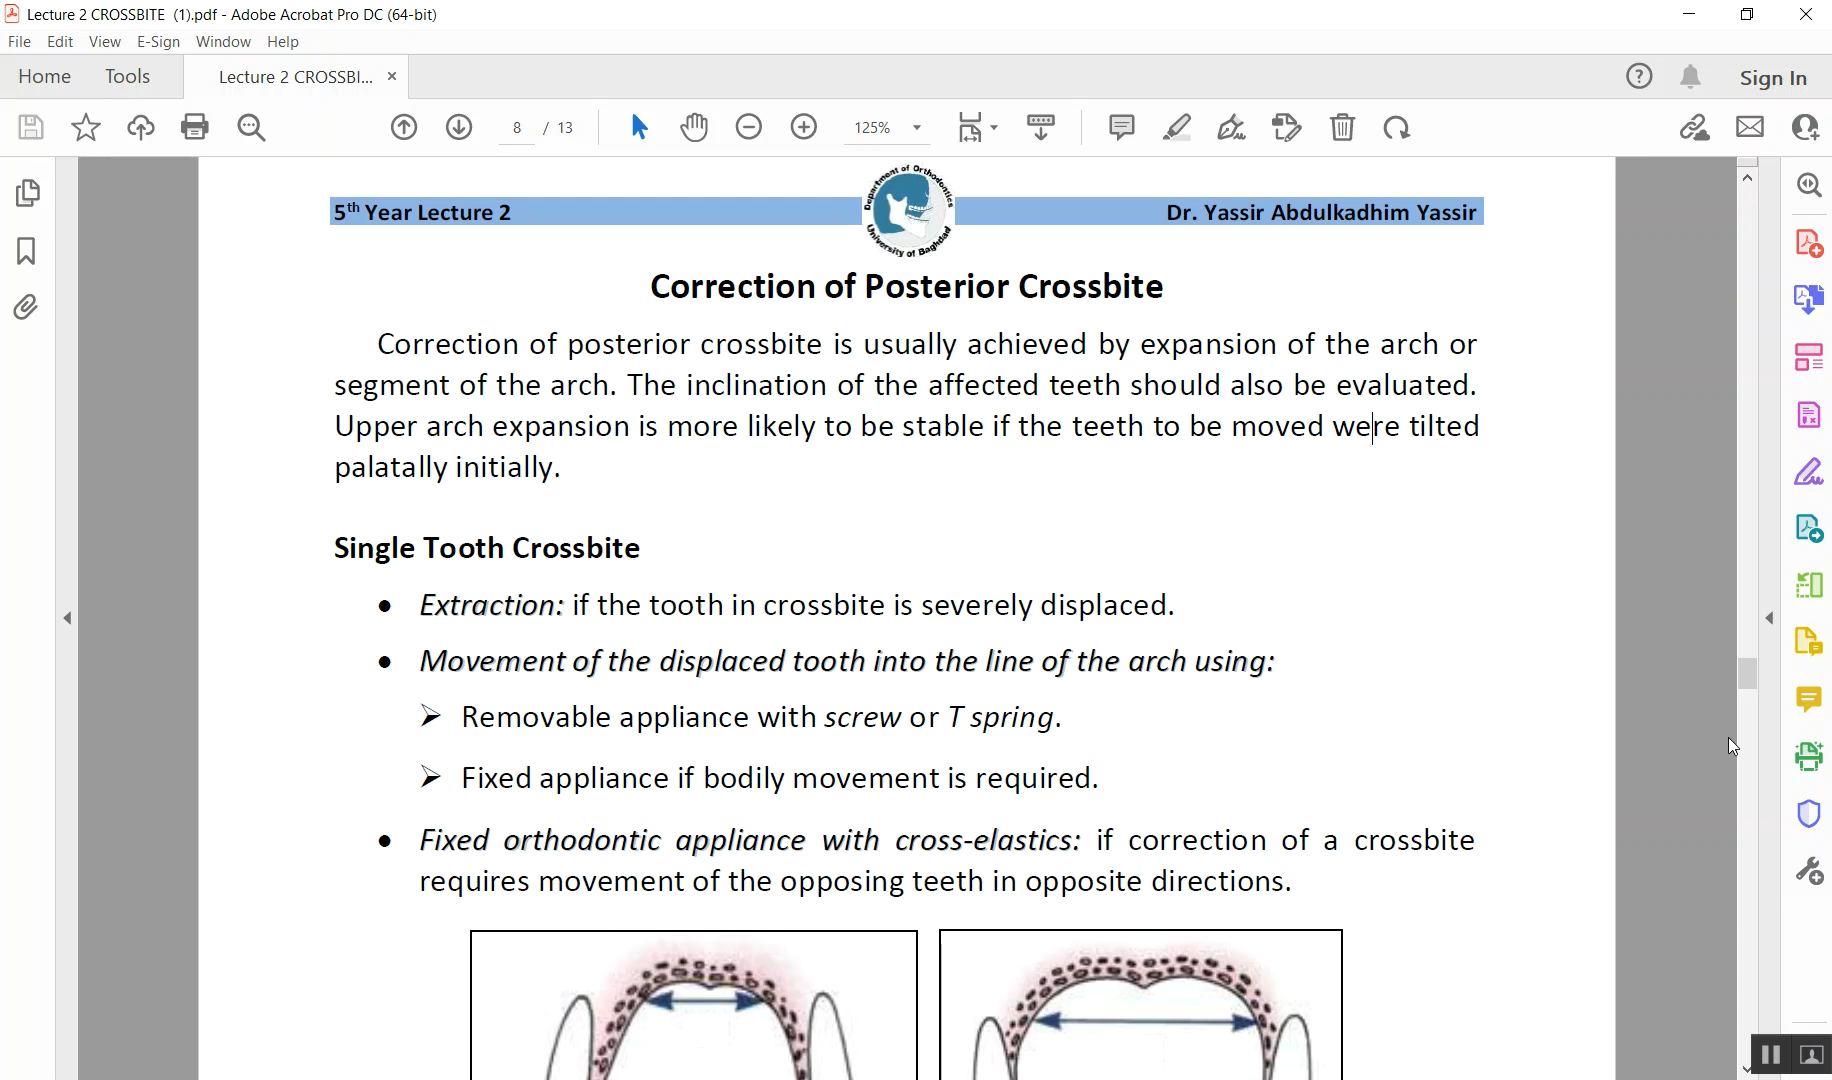 Lecture 2 CROSSBITE (1).pdf - Adobe Acrobat Pro DC (64-bit)
File Edit View E-Sign Window Help
Home Tools Lecture 2 CROSSBI... × Sign In
8 / 13 125%
5th Year Lecture 2
Department of Orthodontics
University of Baghdad
Dr. Yassir Abdulkadhim Yassir
Correction of Posterior Crossbite
Correction of posterior crossbite is usually achieved by expansion of the arch or
segment of the arch. The inclination of the affected teeth should also be evaluated.
Upper arch expansion is more likely to be stable if the teeth to be moved were tilted
palatally initially.
Single Tooth Crossbite
• Extraction: if the tooth in crossbite is severely displaced.
• Movement of the displaced tooth into the line of the arch using:
➢ Removable appliance with screw or T spring.
➢ Fixed appliance if bodily movement is required.
• Fixed orthodontic appliance with cross-elastics: if correction of a crossbite
requires movement of the opposing teeth in opposite directions.